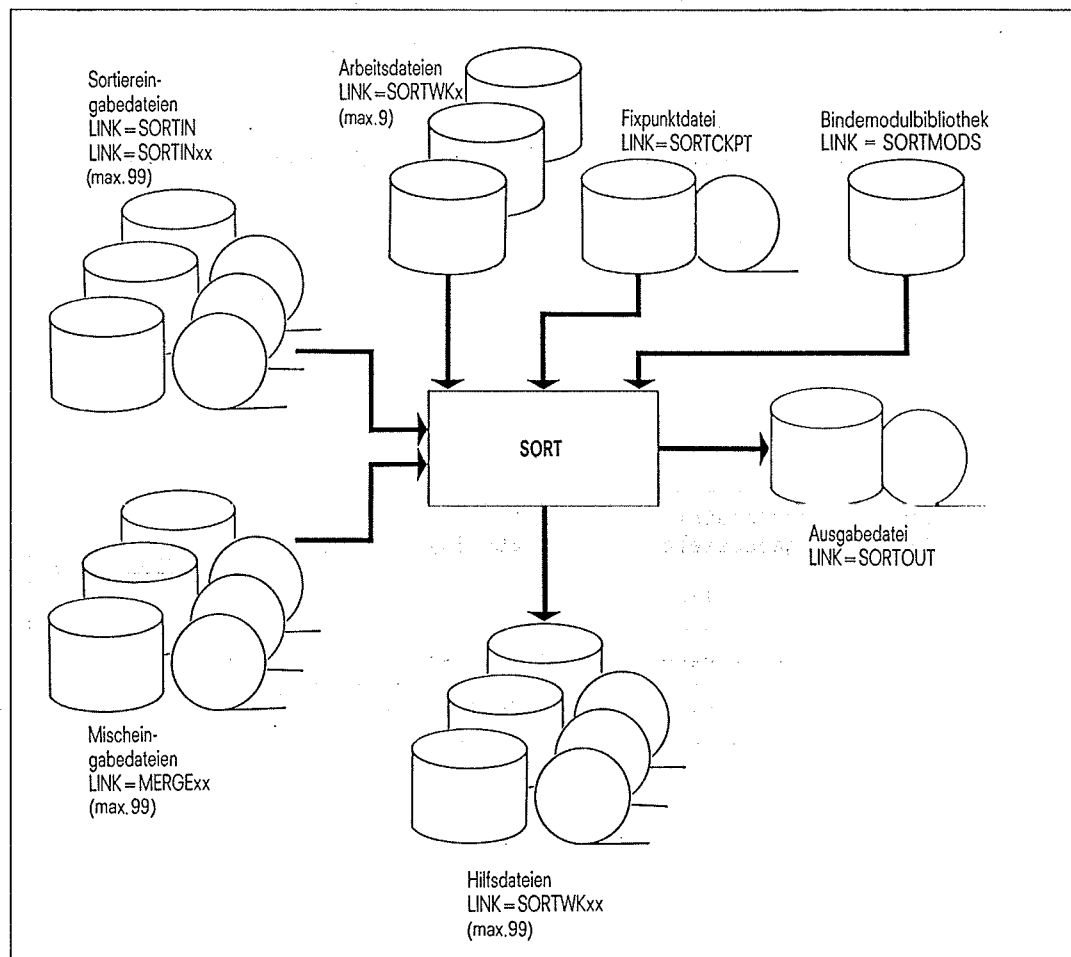 Sortierein-
gabedateien
LINK=SORTIN
LINK=SORTINxx
(max.99)
Arbeitsdateien
LINK=SORTWKx
(max.9)
Fixpunktdatei
LINK=SORTCKPT
Bindemodulbibliothek
LINK = SORTMODS
SORT
Ausgabedatei
LINK=SORTOUT
Mischein-
gabedateien
LINK=MERGExx
(max.99)
Hilfsdateien
LINK=SORTWKxx
(max.99)